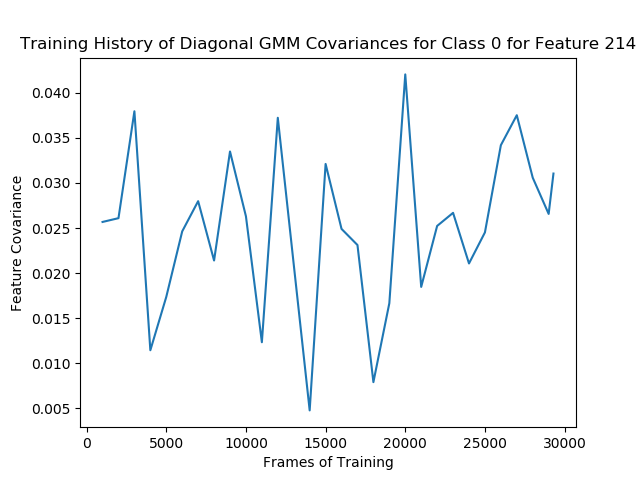 Training History of Diagonal GMM Covariances for Class 0 for Feature 214
0.040
0.035
0.030
0.025
0.020
0.015
0.010
0.005
Feature Covariance
0 5000 10000 15000 20000 25000 30000
Frames of Training